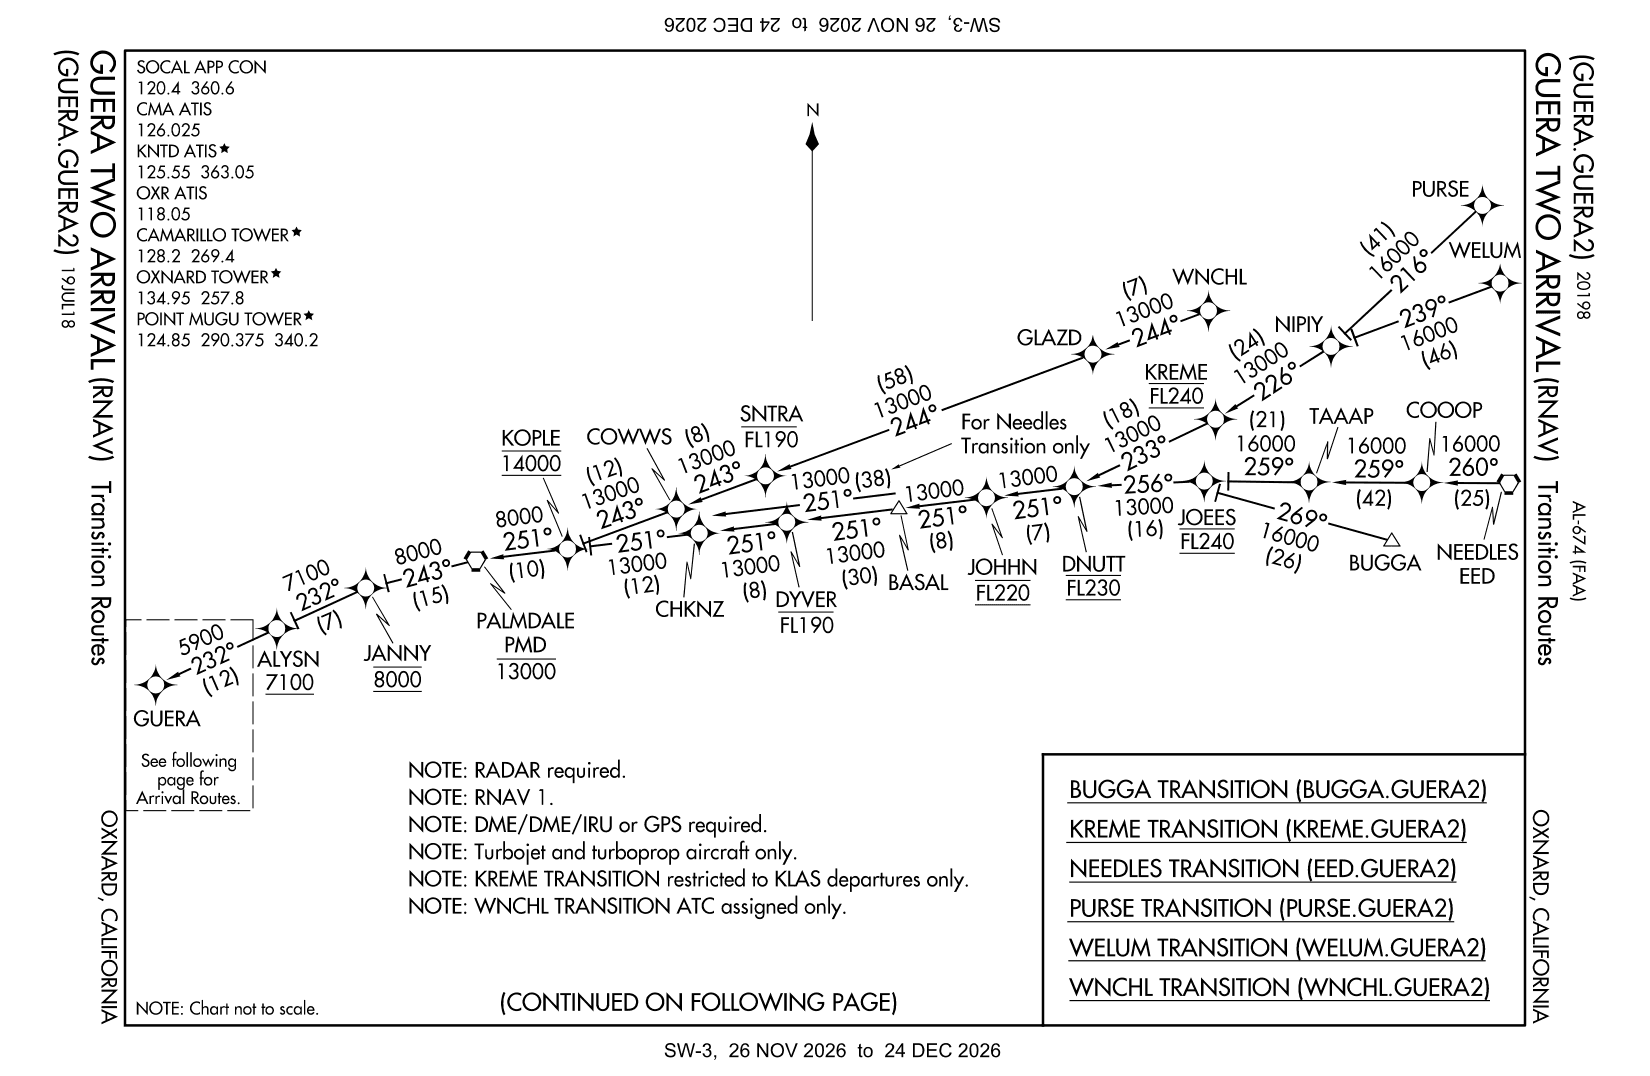 SW-3, 26 NOV 2026 to 24 DEC 2026
GUERA TWO ARRIVAL (RNAV) Transition Routes
(GUERA.GUERA2) 19JUL18
OXNARD, CALIFORNIA
(GUERA.GUERA2) 20198
GUERA TWO ARRIVAL (RNAV) Transition Routes
AL-674 (FAA)
OXNARD, CALIFORNIA
SOCAL APP CON
120.4 360.6
CMA ATIS
126.025
KNTD ATIS★
125.55 363.05
OXR ATIS
118.05
CAMARILLO TOWER★
128.2 269.4
OXNARD TOWER★
134.95 257.8
POINT MUGU TOWER★
124.85 290.375 340.2
N
PURSE
(41)
16000
216°
WELUM
239°
16000
(46)
WNCHL
(7)
13000
244°
GLAZD
NIPIY
(24)
13000
226°
KREME
FL240
(58)
13000
244°
(18)
13000
233°
For Needles
Transition only
SNTRA
FL190
COWWS
(8)
13000
243°
KOPLE
14000
(12)
13000
243°
13000 (38)
251°
(21)
16000
259°
TAAAP
16000
259°
(42)
COOOP
16000
260°
(25)
NEEDLES
EED
JOEES
FL240
269°
16000
(26)
BUGGA
256°
13000
(16)
DNUTT
FL230
13000
251°
(7)
JOHHN
FL220
13000
251°
(8)
BASAL
251°
13000
(30)
DYVER
FL190
251°
13000
(8)
CHKNZ
251°
13000
(12)
8000
251°
(10)
PALMDALE
PMD
13000
8000
243°
(15)
JANNY
8000
7100
232°
(7)
ALYSN
7100
5900
232°
(12)
GUERA
See following
page for
Arrival Routes.
NOTE: RADAR required.
NOTE: RNAV 1.
NOTE: DME/DME/IRU or GPS required.
NOTE: Turbojet and turboprop aircraft only.
NOTE: KREME TRANSITION restricted to KLAS departures only.
NOTE: WNCHL TRANSITION ATC assigned only.
BUGGA TRANSITION (BUGGA.GUERA2)
KREME TRANSITION (KREME.GUERA2)
NEEDLES TRANSITION (EED.GUERA2)
PURSE TRANSITION (PURSE.GUERA2)
WELUM TRANSITION (WELUM.GUERA2)
WNCHL TRANSITION (WNCHL.GUERA2)
NOTE: Chart not to scale.
(CONTINUED ON FOLLOWING PAGE)
SW-3, 26 NOV 2026 to 24 DEC 2026